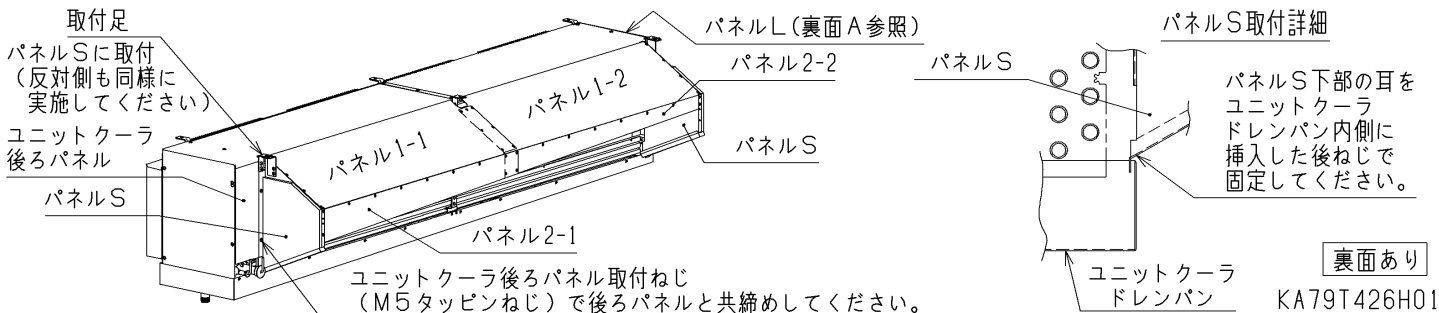 取付足
パネルSに取付
（反対側も同様に
実施してください）
ユニットクーラ
後ろパネル
パネルS
パネル1-1
パネル1-2
パネルL（裏面A参照）
パネル2-2
パネルS
パネル2-1
ユニットクーラ後ろパネル取付ねじ
（M5タッピンねじ）で後ろパネルと共締めしてください。
パネルS取付詳細
パネルS
パネルS下部の耳を
ユニットクーラ
ドレンパン内側に
挿入した後ねじで
固定してください。
ユニットクーラ
ドレンパン
裏面あり
KA79T426H01